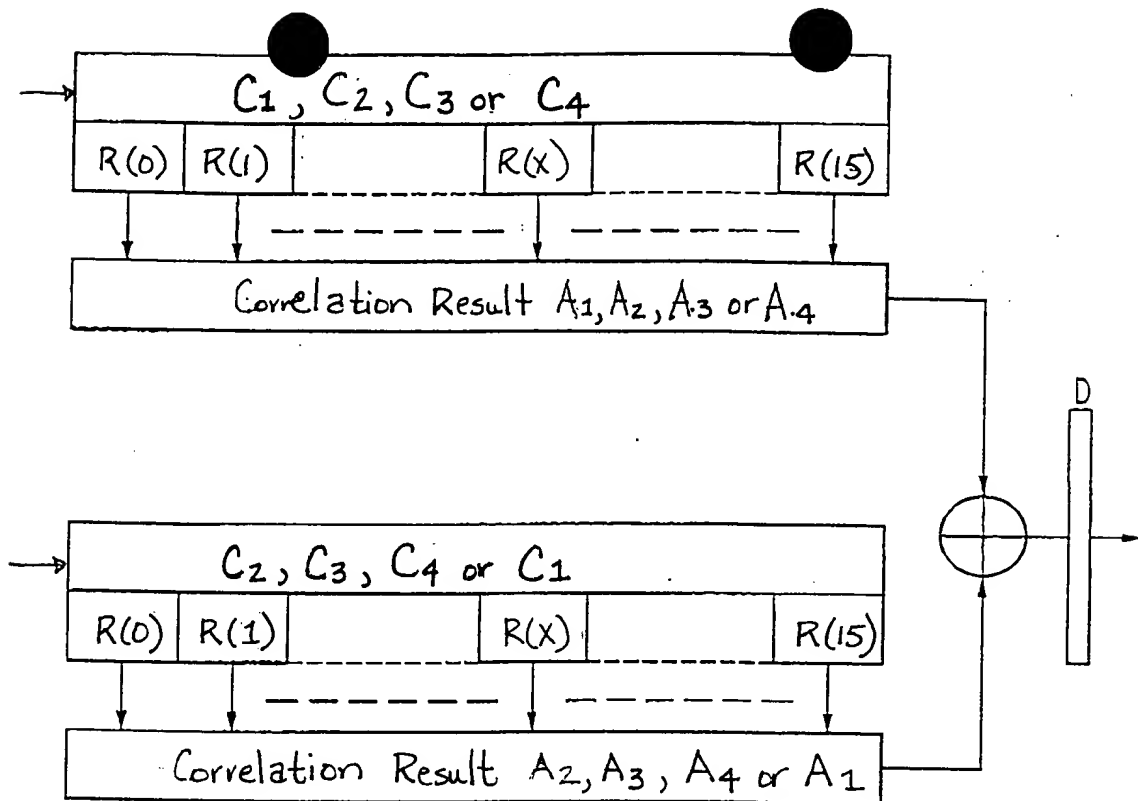 C1, C2, C3 or C4
R(0) R(1) R(X) R(15)
Correlation Result A1, A2, A3 or A4
D
C2, C3, C4 or C1
R(0) R(1) R(X) R(15)
Correlation Result A2, A3, A4 or A1